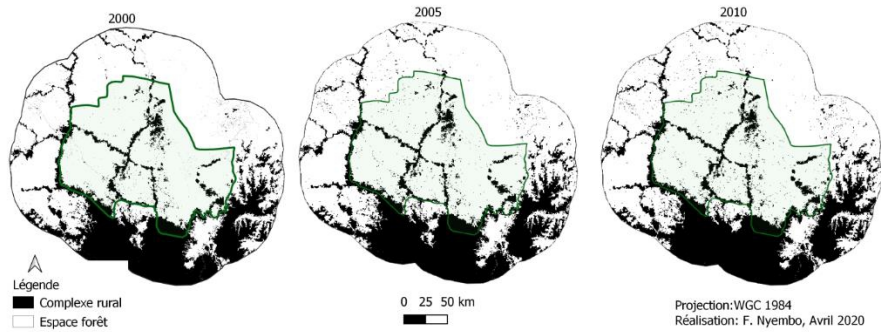 2000
2005
2010
Légende
Complexe rural
Espace forêt
0 25 50 km
Projection:WGC 1984
Réalisation: F. Nyembo, Avril 2020